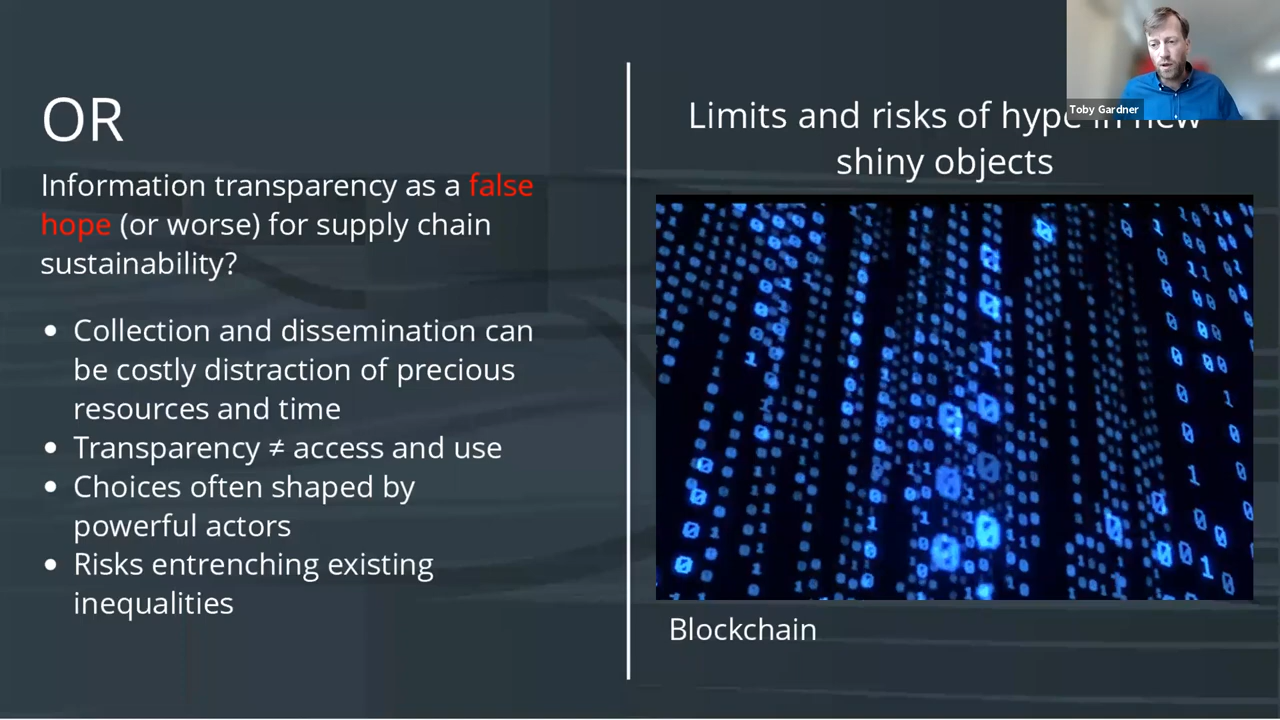 OR
Information transparency as a false
hope (or worse) for supply chain
sustainability?
• Collection and dissemination can
be costly distraction of precious
resources and time
• Transparency ≠ access and use
• Choices often shaped by
powerful actors
• Risks entrenching existing
inequalities
Toby Gardner
Limits and risks of hype in new
shiny objects
Blockchain